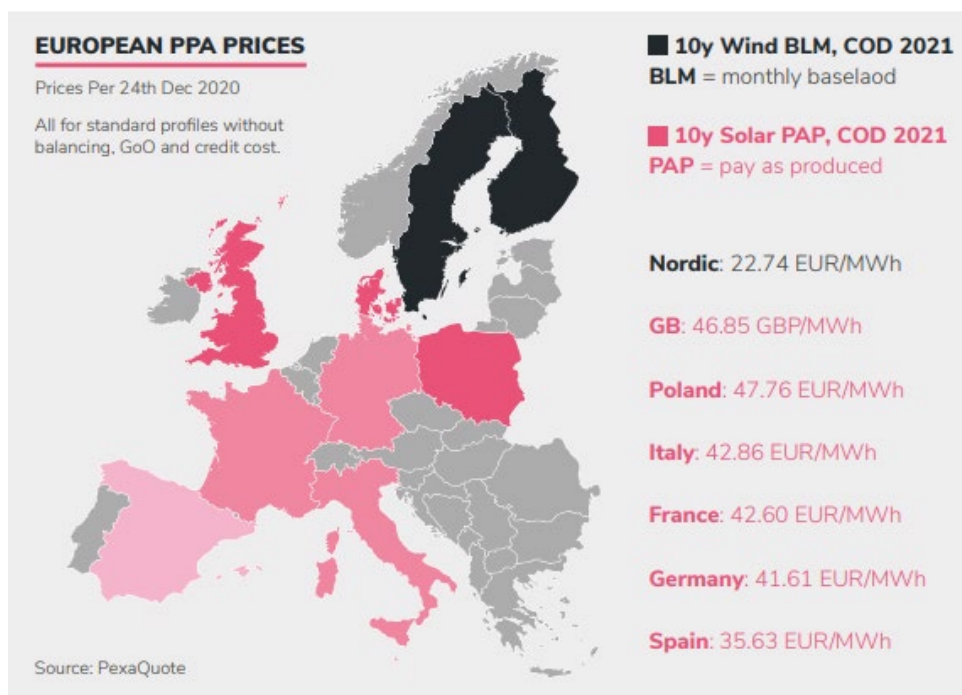 EUROPEAN PPA PRICES
Prices Per 24th Dec 2020
All for standard profiles without
balancing, GoO and credit cost.
10y Wind BLM, COD 2021
BLM = monthly baselaod
10y Solar PAP, COD 2021
PAP = pay as produced
Nordic: 22.74 EUR/MWh
GB: 46.85 GBP/MWh
Poland: 47.76 EUR/MWh
Italy: 42.86 EUR/MWh
France: 42.60 EUR/MWh
Germany: 41.61 EUR/MWh
Spain: 35.63 EUR/MWh
Source: PexaQuote